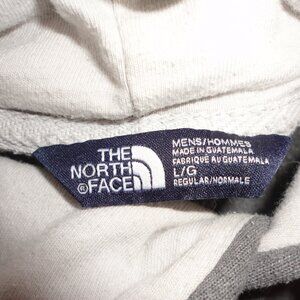 THE
NORTH
©FACE
MENS/HOMMES
MADE IN GUATEMALA
FABRIQUÉ AU GUATEMALA
L/G
REGULAR/NORMALE